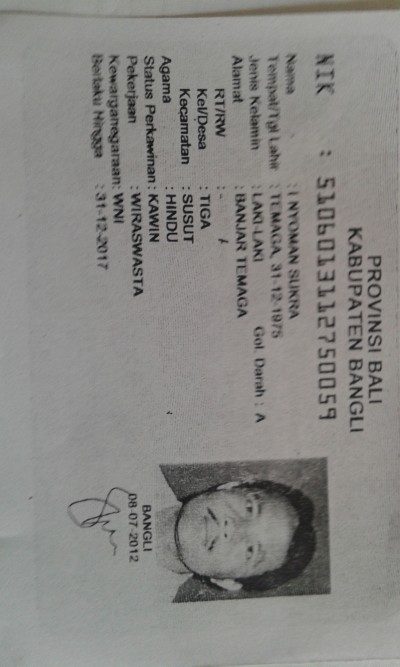 PROVINSI BALI
KABUPATEN BANGLI
NIK : 5106013112750059
Nama : I NYOMAN SUKRA
Tempat/Tgl Lahir : TEMAGA, 31-12-1975
Jenis Kelamin : LAKI-LAKI Gol. Darah : A
Alamat : BANJAR TEMAGA
RT/RW : - /
Kel/Desa : TIGA
Kecamatan : SUSUT
Agama : HINDU
Status Perkawinan : KAWIN
Pekerjaan : WIRASWASTA
Kewarganegaraan: WNI
Berlaku Hingga : 31-12-2017
BANGLI
08-07-2012